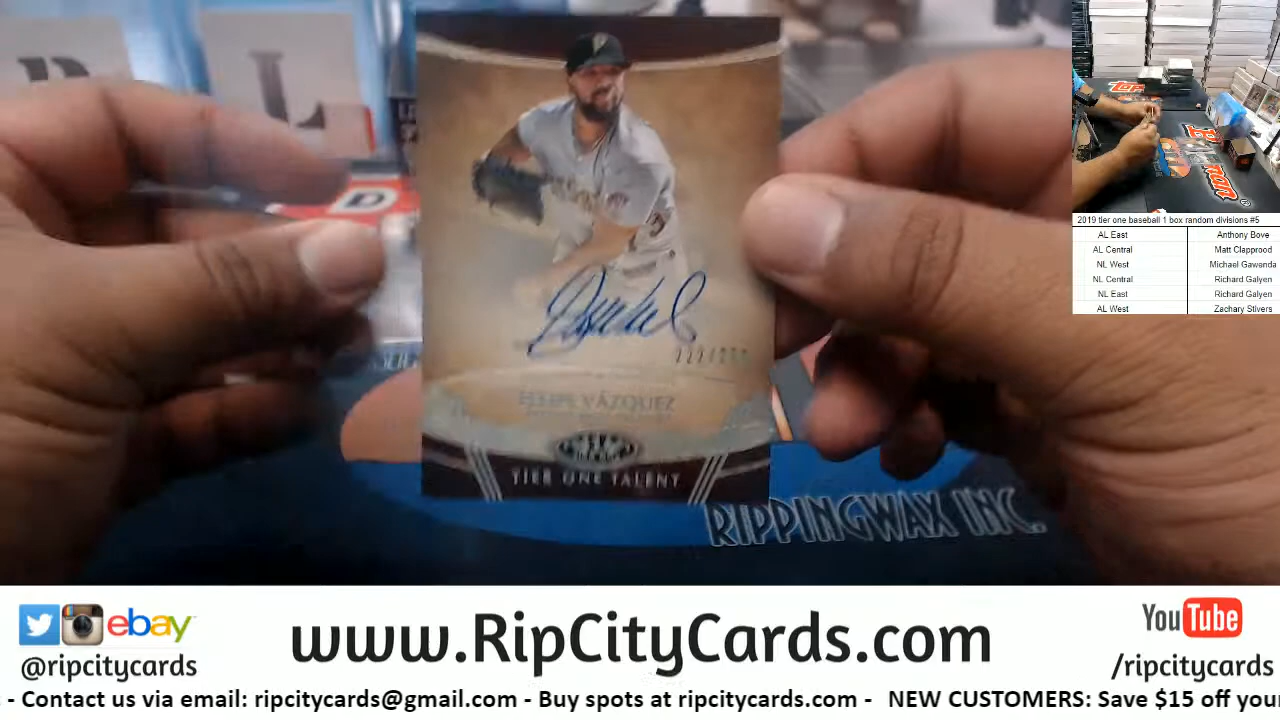 L
D
FELIPE VÁZQUEZ
TIER ONE TALENT
RIPPINGWAX INC.
2019 tier one baseball 1 box random divisions #5
AL East Anthony Bove
AL Central Matt Clapprood
NL West Michael Gawenda
NL Central Richard Galyen
NL East Richard Galyen
AL West Zachary Stivers
ebay
@ripcitycards
www.RipCityCards.com
YouTube
/ripcitycards
- Contact us via email: ripcitycards@gmail.com - Buy spots at ripcitycards.com - NEW CUSTOMERS: Save $15 off your